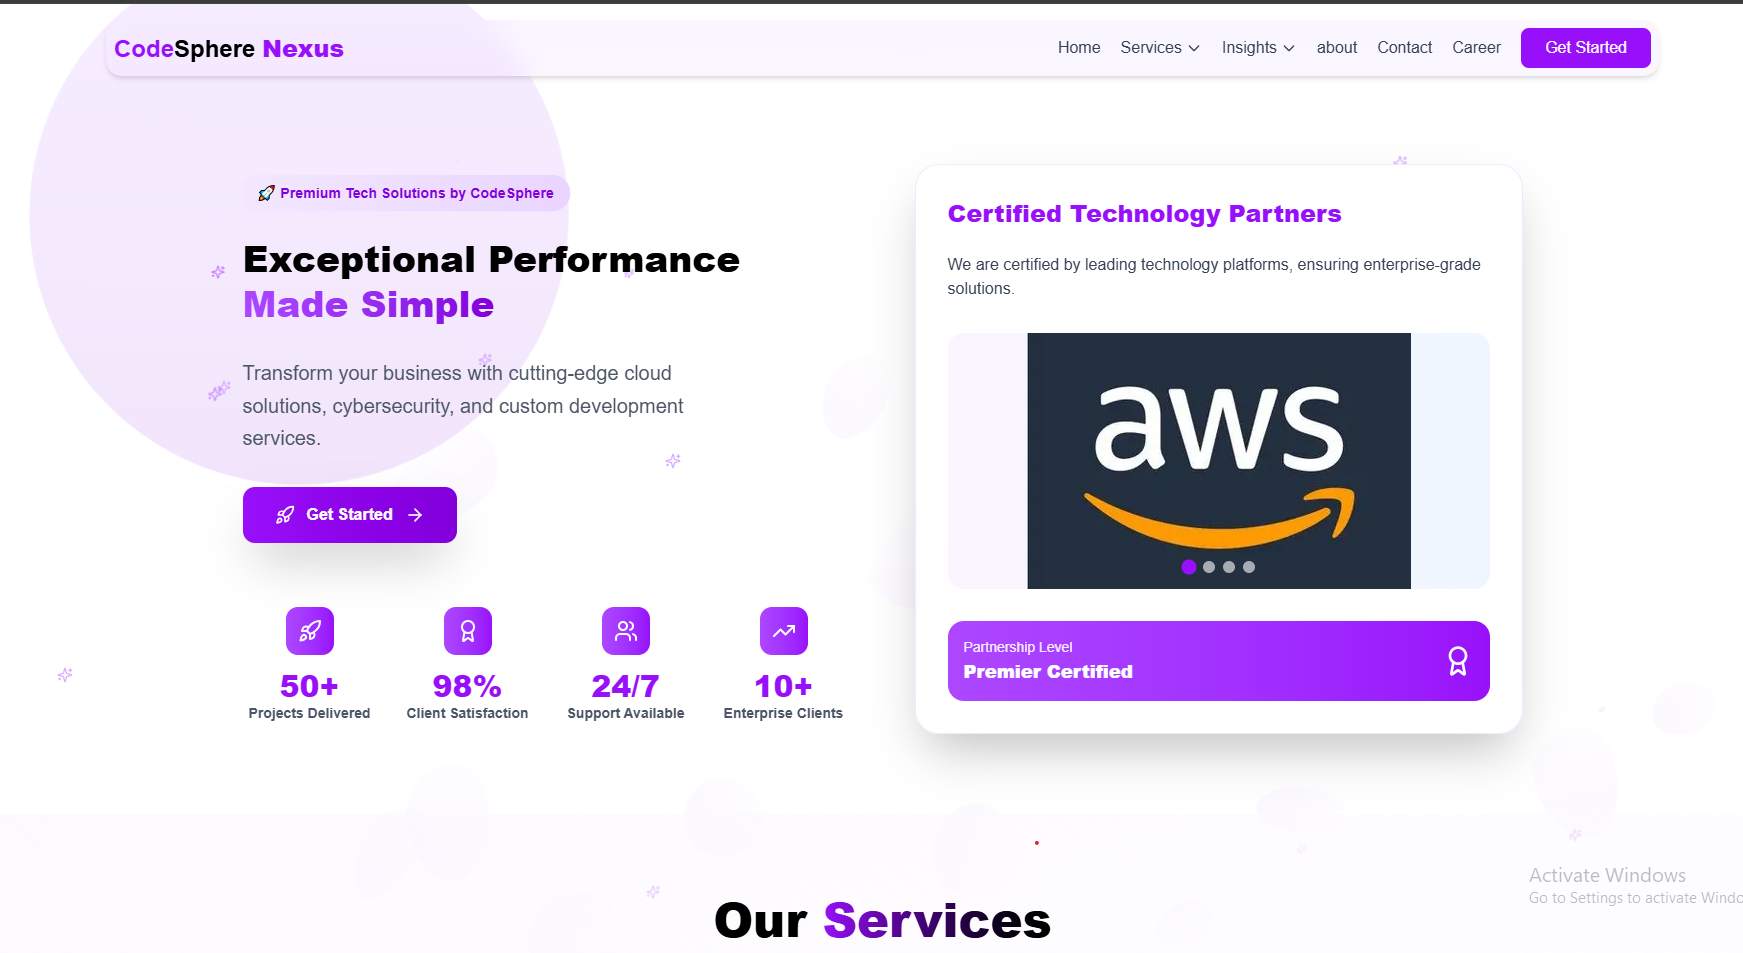 CodeSphere Nexus
Home Services Insights about Contact Career Get Started
🚀 Premium Tech Solutions by CodeSphere
Exceptional Performance
Made Simple
Transform your business with cutting-edge cloud
solutions, cybersecurity, and custom development
services.
Get Started
50+
Projects Delivered
98%
Client Satisfaction
24/7
Support Available
10+
Enterprise Clients
Certified Technology Partners
We are certified by leading technology platforms, ensuring enterprise-grade
solutions.
aws
Partnership Level
Premier Certified
Our Services
Activate Windows
Go to Settings to activate Windo